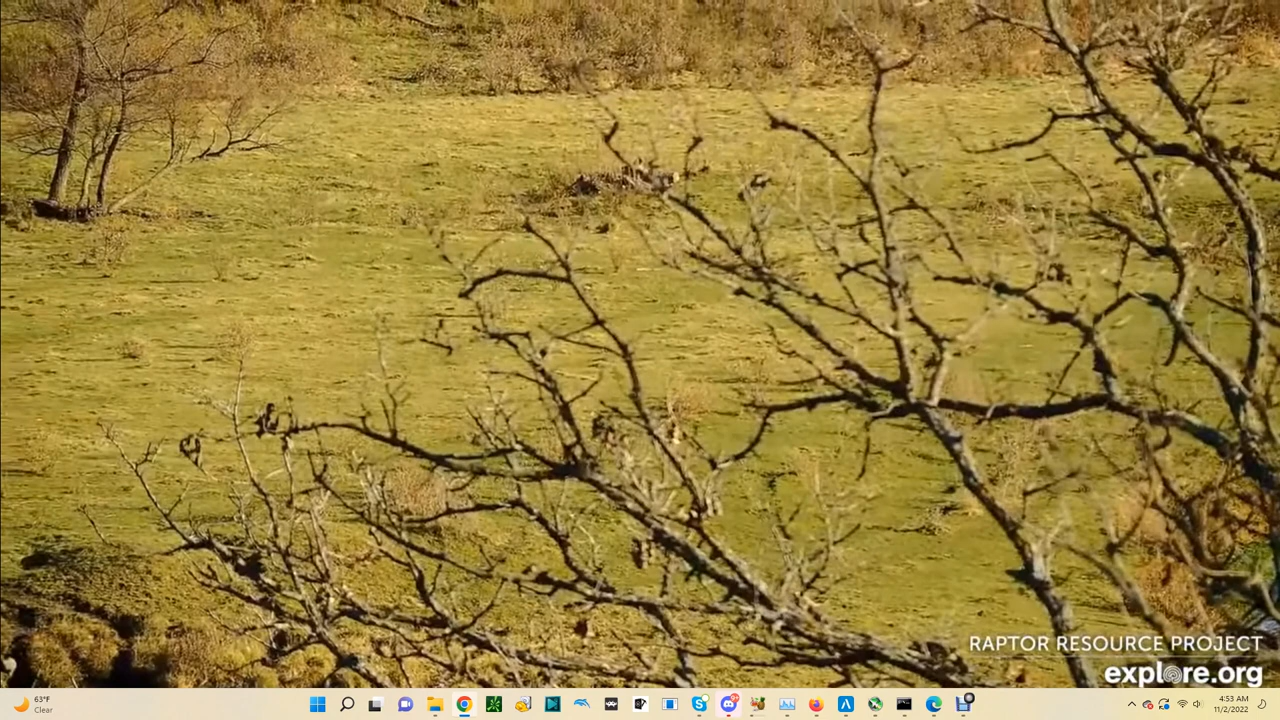 RAPTOR RESOURCE PROJECT
explore.org
63°F
Clear
4:53 AM
11/2/2022